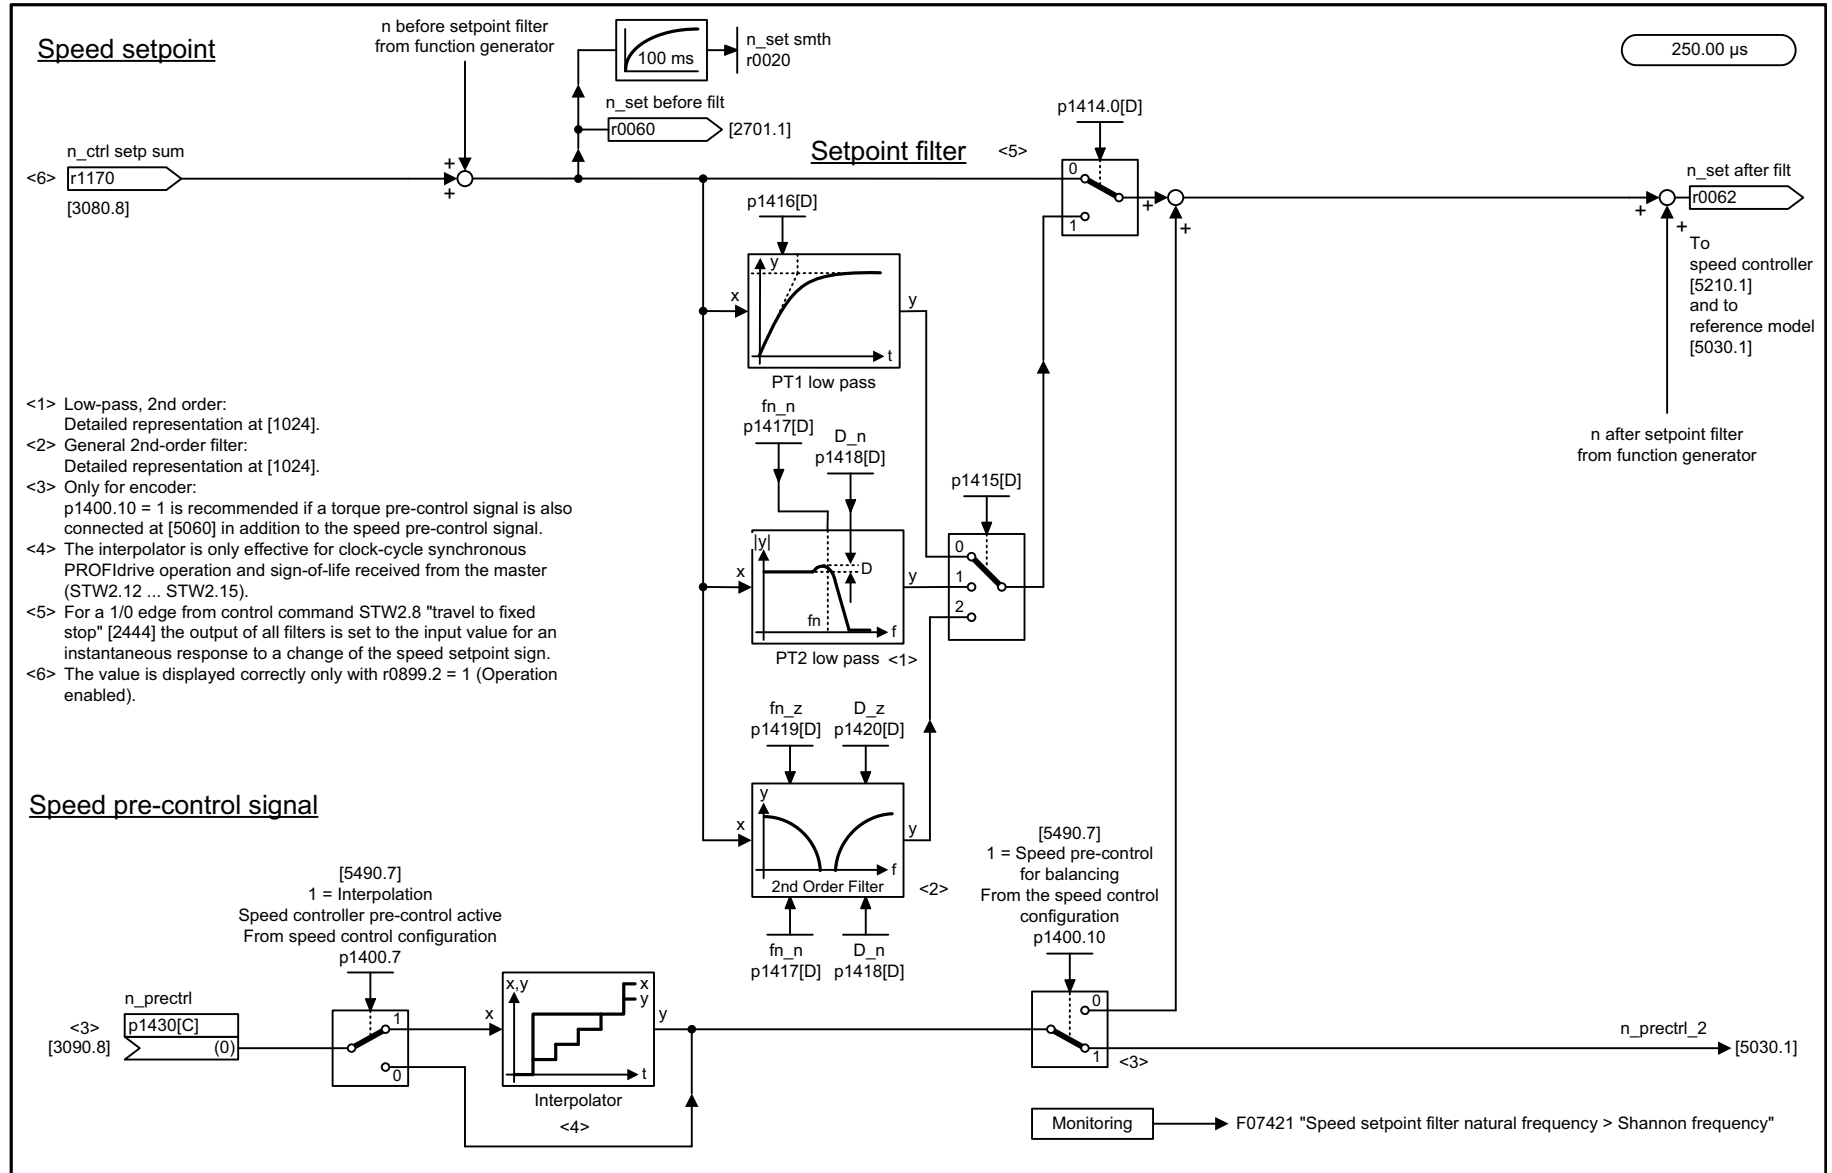 Speed setpoint
n before setpoint filter
from function generator
100 ms
n_set smth
r0020
250.00 µs
n_set before filt
r0060
[2701.1]
p1414.0[D]
n_ctrl setp sum
<6>
r1170
[3080.8]
+
+
Setpoint filter
<5>
0
1
+
+
n_set after filt
r0062
+
+
To
speed controller
[5210.1]
and to
reference model
[5030.1]
p1416[D]
y
x
y
t
PT1 low pass
n after setpoint filter
from function generator
<1> Low-pass, 2nd order:
Detailed representation at [1024].
<2> General 2nd-order filter:
Detailed representation at [1024].
<3> Only for encoder:
p1400.10 = 1 is recommended if a torque pre-control signal is also
connected at [5060] in addition to the speed pre-control signal.
<4> The interpolator is only effective for clock-cycle synchronous
PROFIdrive operation and sign-of-life received from the master
(STW2.12 ... STW2.15).
<5> For a 1/0 edge from control command STW2.8 "travel to fixed
stop" [2444] the output of all filters is set to the input value for an
instantaneous response to a change of the speed setpoint sign.
<6> The value is displayed correctly only with r0899.2 = 1 (Operation
enabled).
fn_n
p1417[D]
D_n
p1418[D]
p1415[D]
|y|
x
D
y
fn
f
0
1
2
PT2 low pass <1>
fn_z
p1419[D]
D_z
p1420[D]
y
x
y
f
2nd Order Filter
<2>
fn_n
p1417[D]
D_n
p1418[D]
Speed pre-control signal
[5490.7]
1 = Interpolation
Speed controller pre-control active
From speed control configuration
p1400.7
[5490.7]
1 = Speed pre-control
for balancing
From the speed control
configuration
p1400.10
n_prectrl
<3>
p1430[C]
[3090.8]
(0)
1
0
x
x,y
x
y
y
t
Interpolator
<4>
0
1
<3>
n_prectrl_2
[5030.1]
Monitoring
F07421 "Speed setpoint filter natural frequency > Shannon frequency"